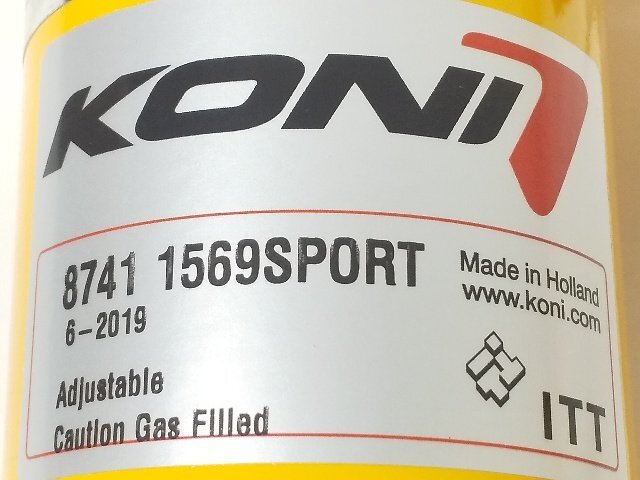 KONI
8741 1569SPORT
6-2019
Made in Holland
www.koni.com
Adjustable
Caution Gas Filled
ITT